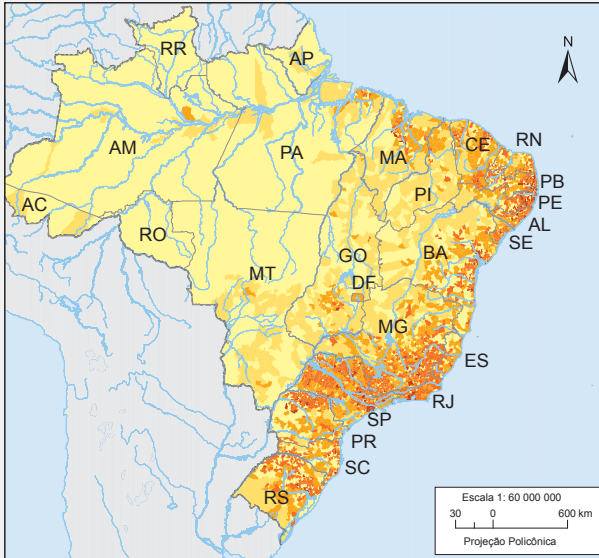 N
RR
AP
AM
PA
MA
CE
RN
PB
PI
PE
AC
AL
RO
SE
GO
BA
MT
DF
MG
ES
RJ
SP
PR
SC
RS
Escala 1: 60 000 000
30 0 600 km
Projeção Policônica